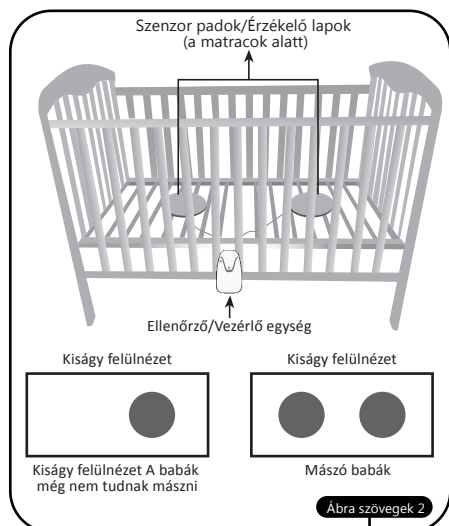 Szenzor padok/Érzékelő lapok
(a matracok alatt)
Ellenőrző/Vezérlő egység
Kiságy felülnézet
Kiságy felülnézet A babák
még nem tudnak mászni
Kiságy felülnézet
Mászó babák
Ábra szövegek 2